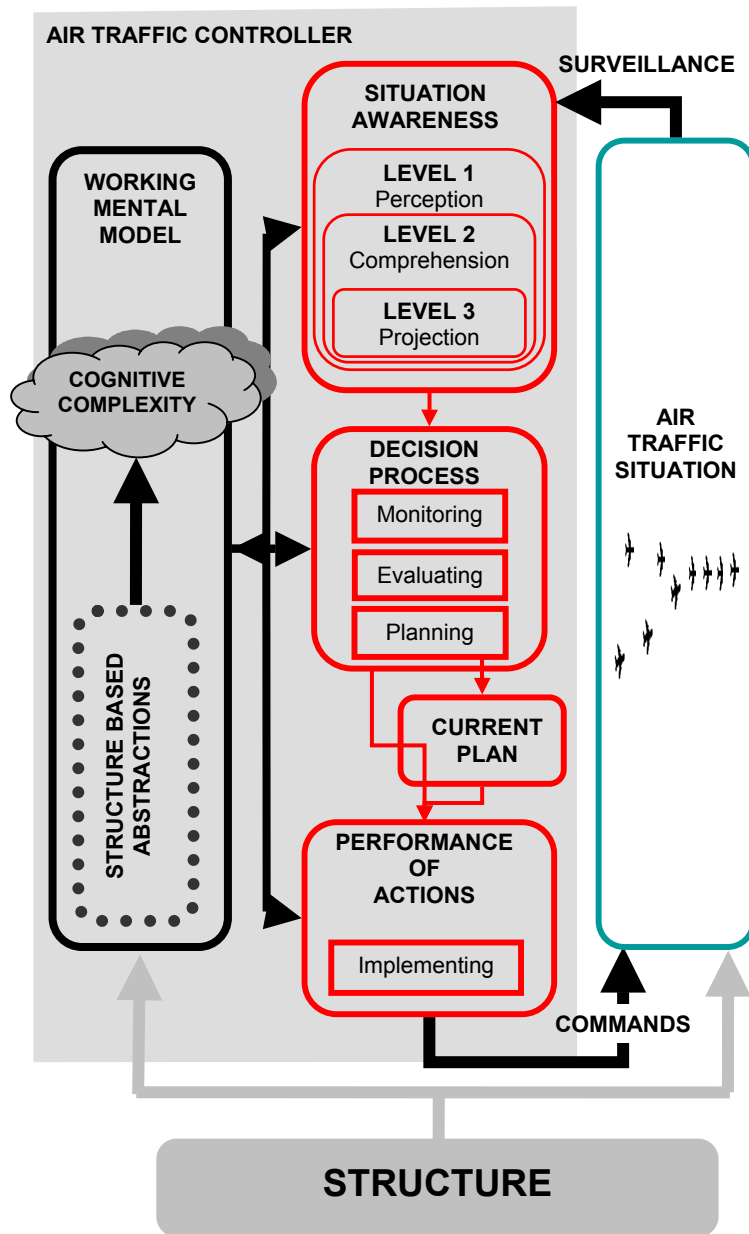 AIR TRAFFIC CONTROLLER
SURVEILLANCE
SITUATION
AWARENESS
LEVEL 1
Perception
LEVEL 2
Comprehension
LEVEL 3
Projection
WORKING
MENTAL
MODEL
COGNITIVE
COMPLEXITY
STRUCTURE BASED
ABSTRACTIONS
DECISION
PROCESS
Monitoring
Evaluating
Planning
CURRENT
PLAN
PERFORMANCE
OF
ACTIONS
Implementing
AIR
TRAFFIC
SITUATION
COMMANDS
STRUCTURE